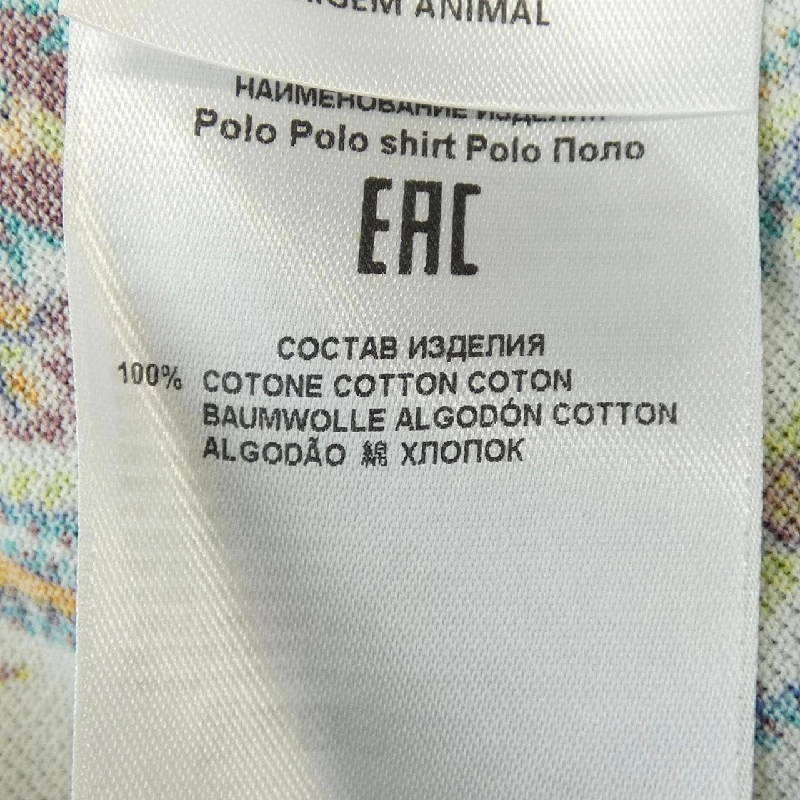 ANIMAL
НАИМЕНОВАНИЕ ИЗДЕЛИЯ
Polo Polo shirt Polo Поло
EAC
СОСТАВ ИЗДЕЛИЯ
100% COTONE COTTON COTON
BAUMWOLLE ALGODÓN COTTON
ALGODÃO 綿 ХЛОПОК